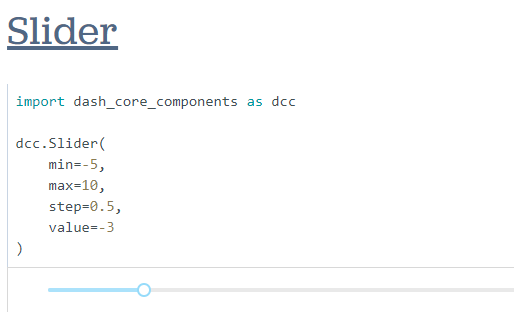 Slider
import dash_core_components as dcc
dcc.Slider(
    min=-5,
    max=10,
    step=0.5,
    value=-3
)